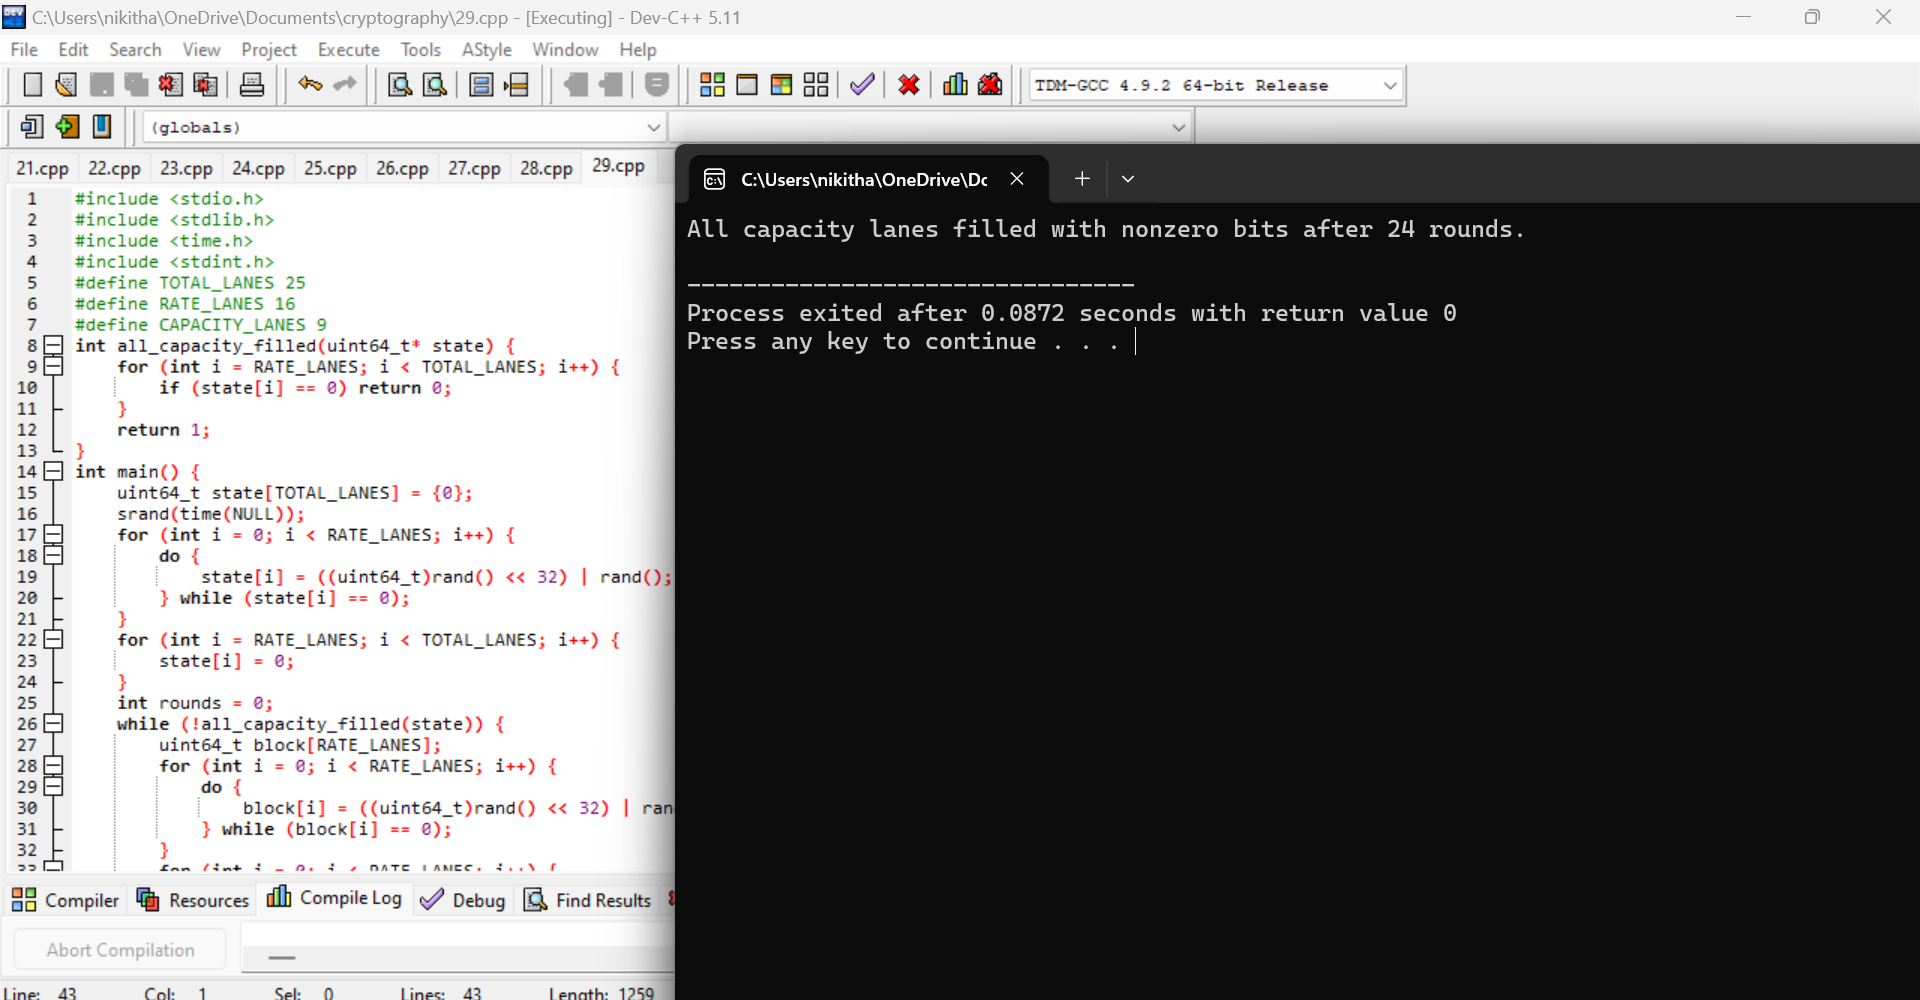 C:\Users\nikitha\OneDrive\Documents\cryptography\29.cpp - [Executing] - Dev-C++ 5.11
File Edit Search View Project Execute Tools AStyle Window Help
TDM-GCC 4.9.2 64-bit Release
(globals)
21.cpp 22.cpp 23.cpp 24.cpp 25.cpp 26.cpp 27.cpp 28.cpp 29.cpp
1 #include <stdio.h>
2 #include <stdlib.h>
3 #include <time.h>
4 #include <stdint.h>
5 #define TOTAL_LANES 25
6 #define RATE_LANES 16
7 #define CAPACITY_LANES 9
8 int all_capacity_filled(uint64_t* state) {
9 for (int i = RATE_LANES; i < TOTAL_LANES; i++) {
10 if (state[i] == 0) return 0;
11 }
12 return 1;
13 }
14 int main() {
15 uint64_t state[TOTAL_LANES] = {0};
16 srand(time(NULL));
17 for (int i = 0; i < RATE_LANES; i++) {
18 do {
19 state[i] = ((uint64_t)rand() << 32) | rand();
20 } while (state[i] == 0);
21 }
22 for (int i = RATE_LANES; i < TOTAL_LANES; i++) {
23 state[i] = 0;
24 }
25 int rounds = 0;
26 while (!all_capacity_filled(state)) {
27 uint64_t block[RATE_LANES];
28 for (int i = 0; i < RATE_LANES; i++) {
29 do {
30 block[i] = ((uint64_t)rand() << 32) | ran
31 } while (block[i] == 0);
32 }
33 for (int i = 0; i < RATE_LANES; i++) {
Compiler Resources Compile Log Debug Find Results
Abort Compilation
Line: 43 Col: 1 Sel: 0 Lines: 43 Length: 1259
C:\Users\nikitha\OneDrive\Dc
All capacity lanes filled with nonzero bits after 24 rounds.
--------------------------------
Process exited after 0.0872 seconds with return value 0
Press any key to continue . . .